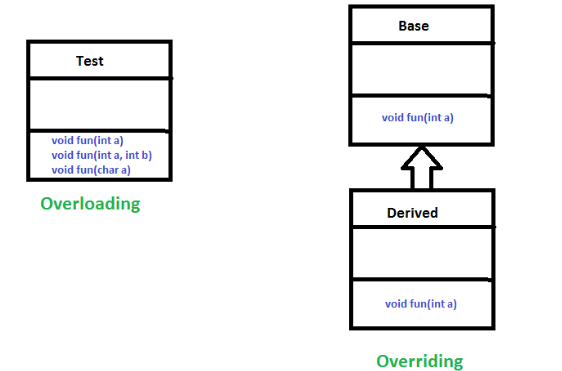 Test
void fun(int a)
void fun(int a, int b)
void fun(char a)
Overloading
Base
void fun(int a)
Derived
void fun(int a)
Overriding